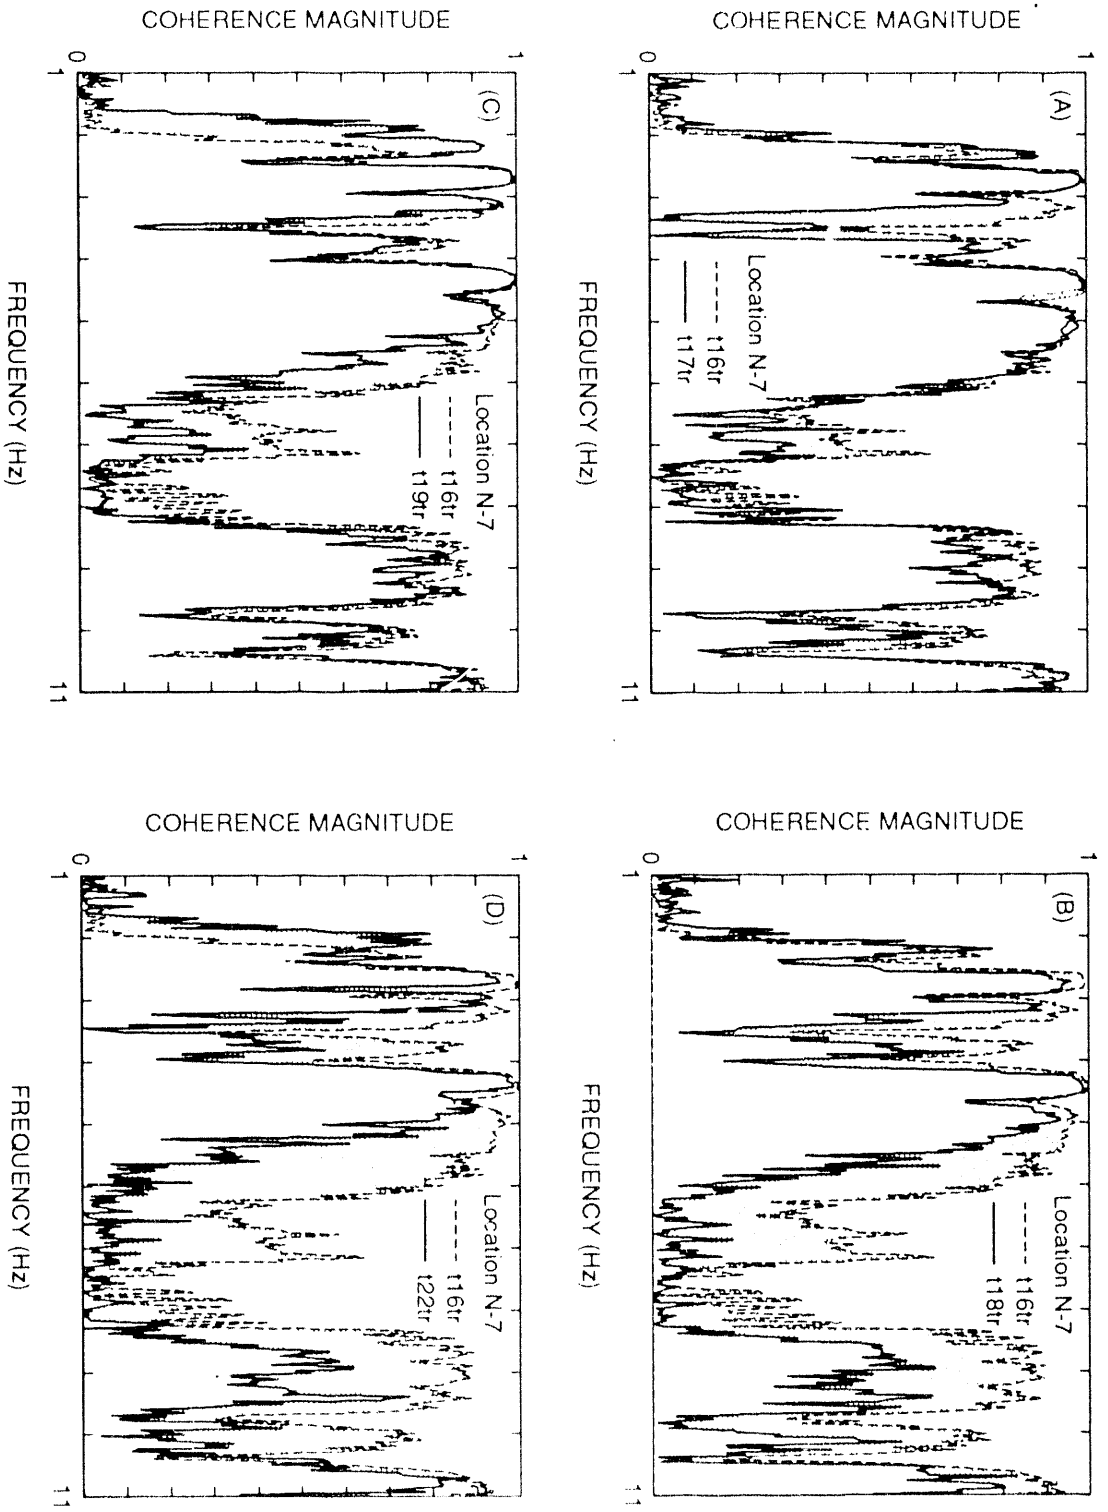 (A)
COHERENCE MAGNITUDE
0
1
1
11
Location N-7
t16tr
t17tr
FREQUENCY (Hz)
(B)
COHERENCE MAGNITUDE
0
1
1
11
Location N-7
t16tr
t18tr
FREQUENCY (Hz)
(C)
COHERENCE MAGNITUDE
0
1
1
11
Location N-7
t16tr
t19tr
FREQUENCY (Hz)
(D)
COHERENCE MAGNITUDE
0
1
1
11
Location N-7
t16tr
t22tr
FREQUENCY (Hz)